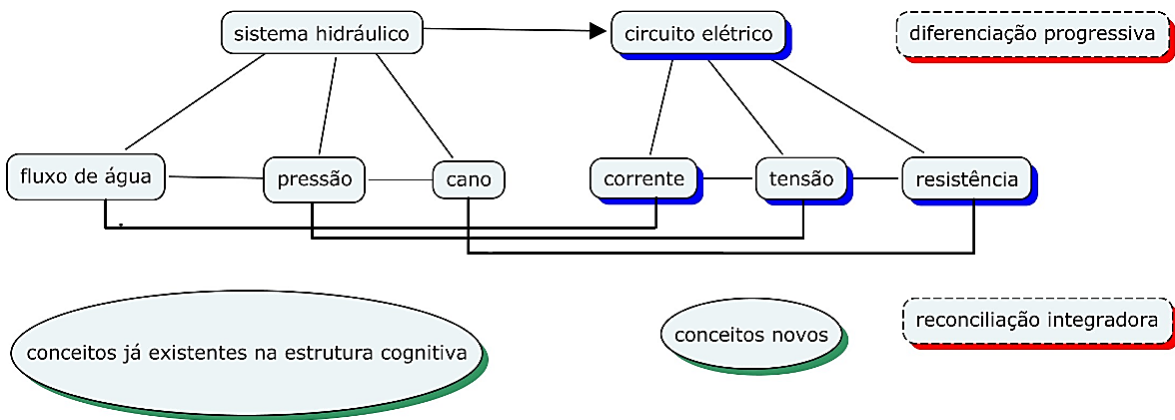 sistema hidráulico
circuito elétrico
diferenciação progressiva
fluxo de água
pressão
cano
corrente
tensão
resistência
conceitos já existentes na estrutura cognitiva
conceitos novos
reconciliação integradora